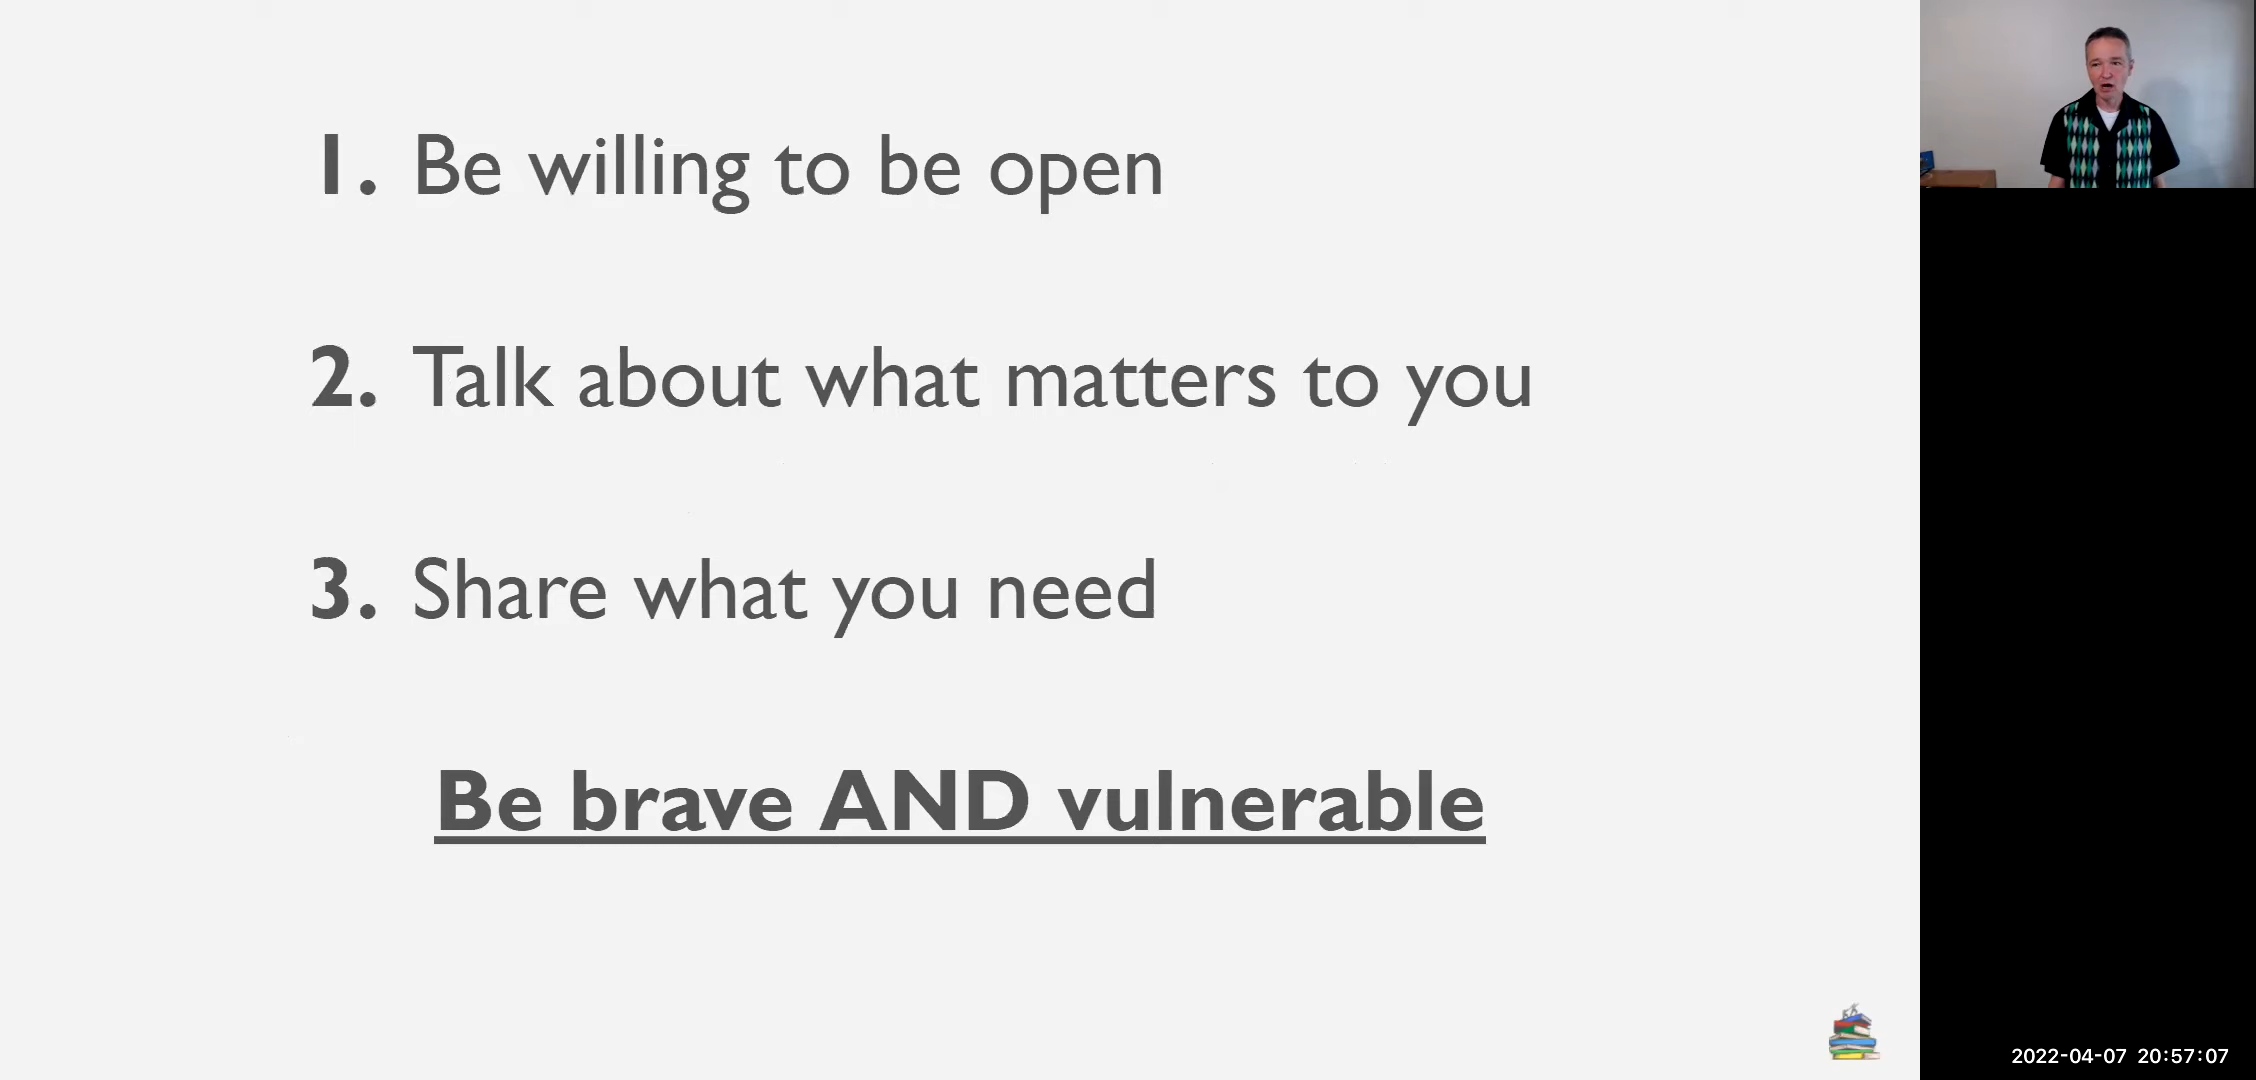 1. Be willing to be open
2. Talk about what matters to you
3. Share what you need
Be brave AND vulnerable
2022-04-07 20:57:07